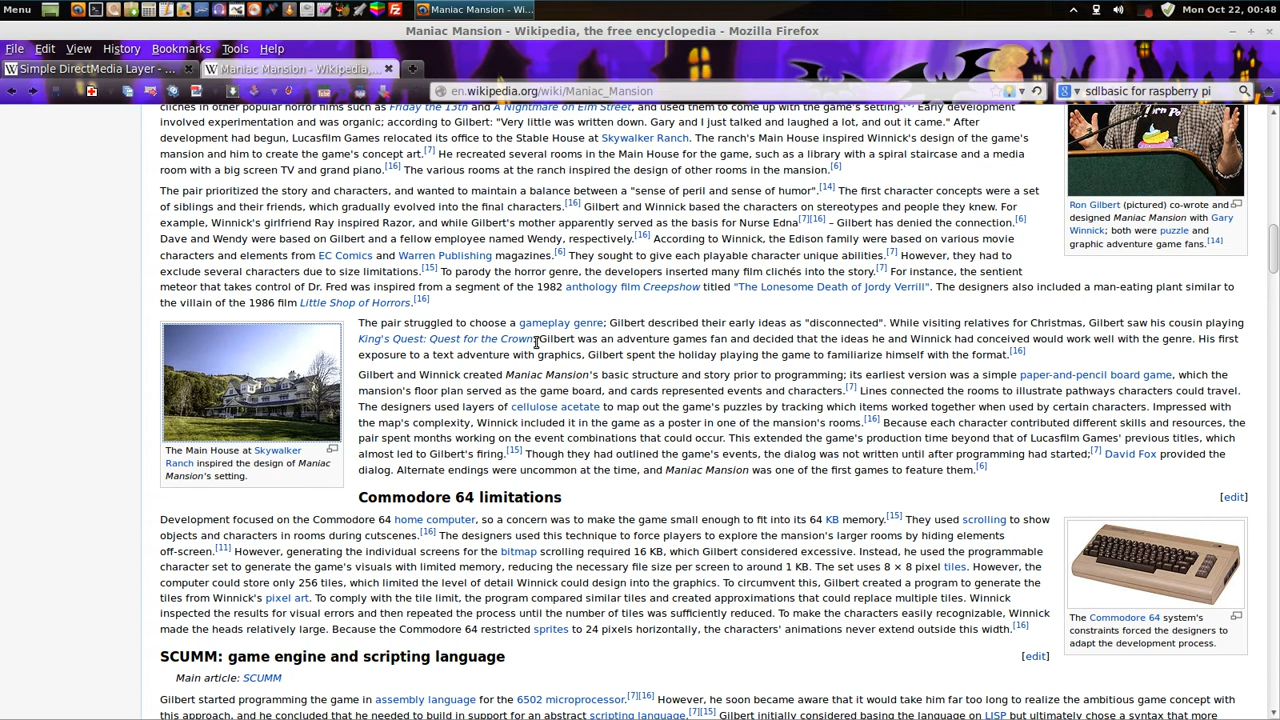 Menu
Maniac Mansion - Wi...
Mon Oct 22, 00:48
Maniac Mansion - Wikipedia, the free encyclopedia - Mozilla Firefox
File Edit View History Bookmarks Tools Help
W Simple DirectMedia Layer - ...
W Maniac Mansion - Wikipedia,...
en.wikipedia.org/wiki/Maniac_Mansion
sdlbasic for raspberry pi
clichés in other popular horror films such as Friday the 13th and A Nightmare on Elm Street, and used them to come up with the game's setting. Early development
involved experimentation and was organic; according to Gilbert: "Very little was written down. Gary and I just talked and laughed a lot, and out it came." After
development had begun, Lucasfilm Games relocated its office to the Stable House at Skywalker Ranch. The ranch's Main House inspired Winnick's design of the game's
mansion and him to create the game's concept art.[7] He recreated several rooms in the Main House for the game, such as a library with a spiral staircase and a media
room with a big screen TV and grand piano.[16] The various rooms at the ranch inspired the design of other rooms in the mansion.[6]
The pair prioritized the story and characters, and wanted to maintain a balance between a "sense of peril and sense of humor".[14] The first character concepts were a set
of siblings and their friends, which gradually evolved into the final characters.[16] Gilbert and Winnick based the characters on stereotypes and people they knew. For
example, Winnick's girlfriend Ray inspired Razor, and while Gilbert's mother apparently served as the basis for Nurse Edna[7][16] – Gilbert has denied the connection.[6]
Dave and Wendy were based on Gilbert and a fellow employee named Wendy, respectively.[16] According to Winnick, the Edison family were based on various movie
characters and elements from EC Comics and Warren Publishing magazines.[6] They sought to give each playable character unique abilities.[7] However, they had to
exclude several characters due to size limitations.[15] To parody the horror genre, the developers inserted many film clichés into the story.[7] For instance, the sentient
meteor that takes control of Dr. Fred was inspired from a segment of the 1982 anthology film Creepshow titled "The Lonesome Death of Jordy Verrill". The designers also included a man-eating plant similar to
the villain of the 1986 film Little Shop of Horrors.[16]
Ron Gilbert (pictured) co-wrote and
designed Maniac Mansion with Gary
Winnick; both were puzzle and
graphic adventure game fans.[14]
The pair struggled to choose a gameplay genre; Gilbert described their early ideas as "disconnected". While visiting relatives for Christmas, Gilbert saw his cousin playing
King's Quest: Quest for the Crown. Gilbert was an adventure games fan and decided that the ideas he and Winnick had conceived would work well with the genre. His first
exposure to a text adventure with graphics, Gilbert spent the holiday playing the game to familiarize himself with the format.[16]
Gilbert and Winnick created Maniac Mansion's basic structure and story prior to programming; its earliest version was a simple paper-and-pencil board game, which the
mansion's floor plan served as the game board, and cards represented events and characters.[7] Lines connected the rooms to illustrate pathways characters could travel.
The designers used layers of cellulose acetate to map out the game's puzzles by tracking which items worked together when used by certain characters. Impressed with
the map's complexity, Winnick included it in the game as a poster in one of the mansion's rooms.[16] Because each character contributed different skills and resources, the
pair spent months working on the event combinations that could occur. This extended the game's production time beyond that of Lucasfilm Games' previous titles, which
almost led to Gilbert's firing.[15] Though they had outlined the game's events, the dialog was not written until after programming had started;[7] David Fox provided the
dialog. Alternate endings were uncommon at the time, and Maniac Mansion was one of the first games to feature them.[6]
The Main House at Skywalker
Ranch inspired the design of Maniac
Mansion's setting.
Commodore 64 limitations [edit]
Development focused on the Commodore 64 home computer, so a concern was to make the game small enough to fit into its 64 KB memory.[15] They used scrolling to show
objects and characters in rooms during cutscenes.[16] The designers used this technique to force players to explore the mansion's larger rooms by hiding elements
off-screen.[11] However, generating the individual screens for the bitmap scrolling required 16 KB, which Gilbert considered excessive. Instead, he used the programmable
character set to generate the game's visuals with limited memory, reducing the necessary file size per screen to around 1 KB. The set uses 8 × 8 pixel tiles. However, the
computer could store only 256 tiles, which limited the level of detail Winnick could design into the graphics. To circumvent this, Gilbert created a program to generate the
tiles from Winnick's pixel art. To comply with the tile limit, the program compared similar tiles and created approximations that could replace multiple tiles. Winnick
inspected the results for visual errors and then repeated the process until the number of tiles was sufficiently reduced. To make the characters easily recognizable, Winnick
made the heads relatively large. Because the Commodore 64 restricted sprites to 24 pixels horizontally, the characters' animations never extend outside this width.[16]
The Commodore 64 system's
constraints forced the designers to
adapt the development process.
SCUMM: game engine and scripting language [edit]
Main article: SCUMM
Gilbert started programming the game in assembly language for the 6502 microprocessor.[7][16] However, he soon became aware that it would take him far too long to realize the ambitious game concept with
this approach, and he concluded that he needed to build in support for an abstract scripting language.[7][15] Gilbert initially considered basing the language on LISP but ultimately chose a syntax that more